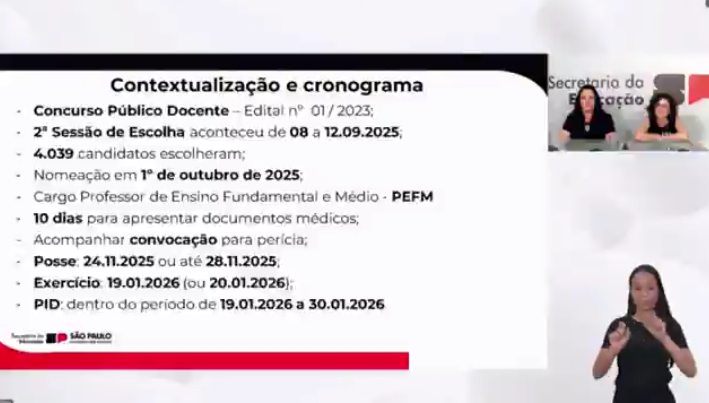 Contextualização e cronograma
- Concurso Público Docente – Edital nº 01 / 2023;
- 2ª Sessão de Escolha aconteceu de 08 a 12.09.2025;
- 4.039 candidatos escolheram;
- Nomeação em 1º de outubro de 2025;
- Cargo Professor de Ensino Fundamental e Médio - PEFM
- 10 dias para apresentar documentos médicos;
- Acompanhar convocação para perícia;
- Posse: 24.11.2025 ou até 28.11.2025;
- Exercício: 19.01.2026 (ou 20.01.2026);
- PID: dentro do período de 19.01.2026 a 30.01.2026
Secretaria da
Educação
SP
SÃO PAULO
Secretaria da
Educação
SP